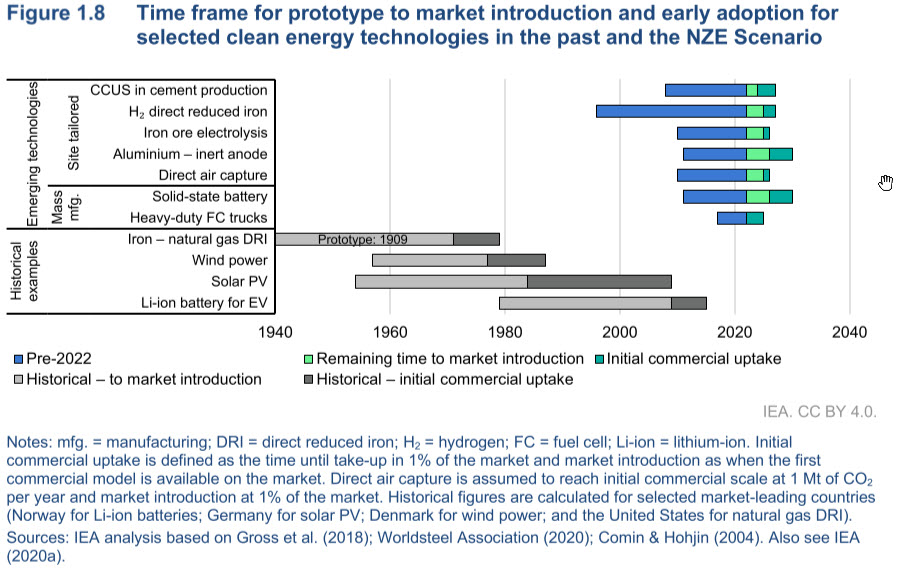 Figure 1.8 Time frame for prototype to market introduction and early adoption for
selected clean energy technologies in the past and the NZE Scenario
Emerging technologies
Site tailored
CCUS in cement production
H₂ direct reduced iron
Iron ore electrolysis
Aluminium – inert anode
Direct air capture
Mass
mfg.
Solid-state battery
Heavy-duty FC trucks
Historical
examples
Iron – natural gas DRI
Prototype: 1909
Wind power
Solar PV
Li-ion battery for EV
1940 1960 1980 2000 2020 2040
Pre-2022 Remaining time to market introduction Initial commercial uptake
Historical – to market introduction Historical – initial commercial uptake
IEA. CC BY 4.0.
Notes: mfg. = manufacturing; DRI = direct reduced iron; H₂ = hydrogen; FC = fuel cell; Li-ion = lithium-ion. Initial
commercial uptake is defined as the time until take-up in 1% of the market and market introduction as when the first
commercial model is available on the market. Direct air capture is assumed to reach initial commercial scale at 1 Mt of CO₂
per year and market introduction at 1% of the market. Historical figures are calculated for selected market-leading countries
(Norway for Li-ion batteries; Germany for solar PV; Denmark for wind power; and the United States for natural gas DRI).
Sources: IEA analysis based on Gross et al. (2018); Worldsteel Association (2020); Comin & Hohjin (2004). Also see IEA
(2020a).